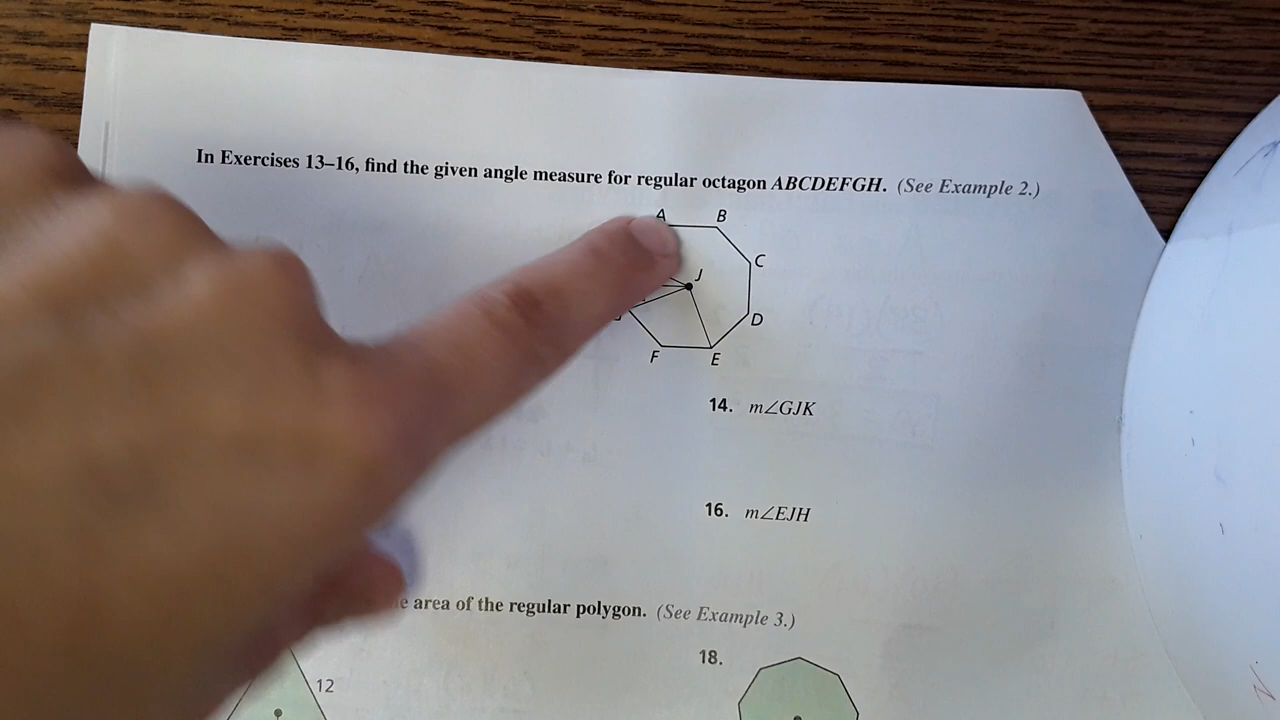 In Exercises 13–16, find the given angle measure for regular octagon ABCDEFGH. (See Example 2.)
A B
C
J
D
F E
14. m∠GJK
16. m∠EJH
area of the regular polygon. (See Example 3.)
18.
12